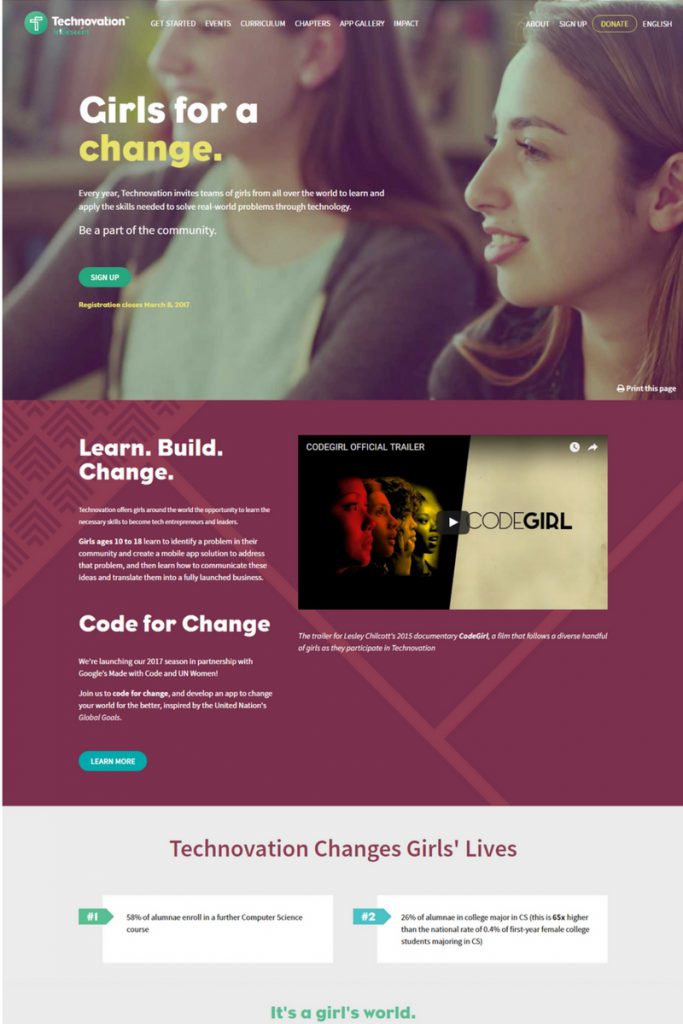 Technovation™
Iridescent
GET STARTED EVENTS CURRICULUM CHAPTERS APP GALLERY IMPACT
ABOUT SIGN UP DONATE ENGLISH
Girls for a
change.
Every year, Technovation invites teams of girls from all over the world to learn and
apply the skills needed to solve real-world problems through technology.
Be a part of the community.
SIGN UP
Registration closes March 8, 2017
Print this page
Learn. Build.
Change.
Technovation offers girls around the world the opportunity to learn the
necessary skills to become tech entrepreneurs and leaders.
Girls ages 10 to 18 learn to identify a problem in their
community and create a mobile app solution to address
that problem, and then learn how to communicate these
ideas and translate them into a fully launched business.
CODEGIRL OFFICIAL TRAILER
CODEGIRL
The trailer for Lesley Chilcott's 2015 documentary CodeGirl, a film that follows a diverse handful
of girls as they participate in Technovation
Code for Change
We're launching our 2017 season in partnership with
Google's Made with Code and UN Women!
Join us to code for change, and develop an app to change
your world for the better, inspired by the United Nation's
Global Goals.
LEARN MORE
Technovation Changes Girls' Lives
#1
58% of alumnae enroll in a further Computer Science
course
#2
26% of alumnae in college major in CS (this is 65x higher
than the national rate of 0.4% of first-year female college
students majoring in CS)
It's a girl's world.